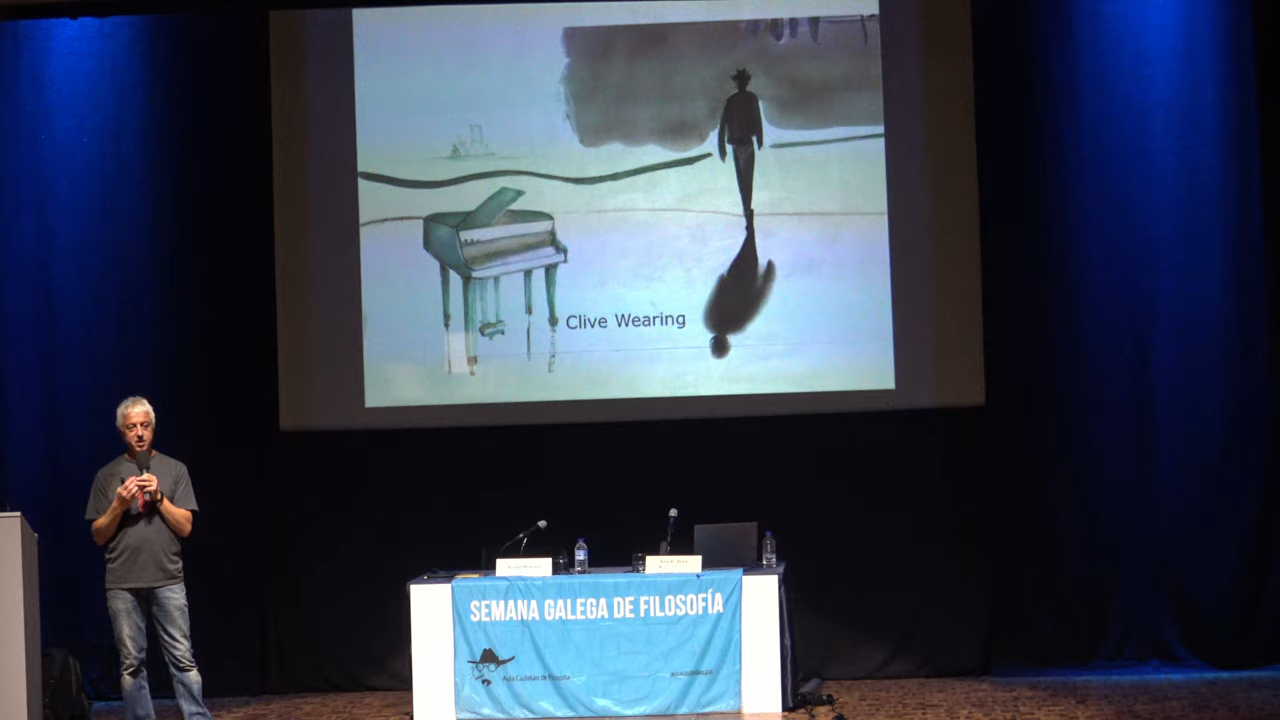 Clive Wearing
SEMANA GALEGA DE FILOSOFÍA
Aula Castelao de Filosofía